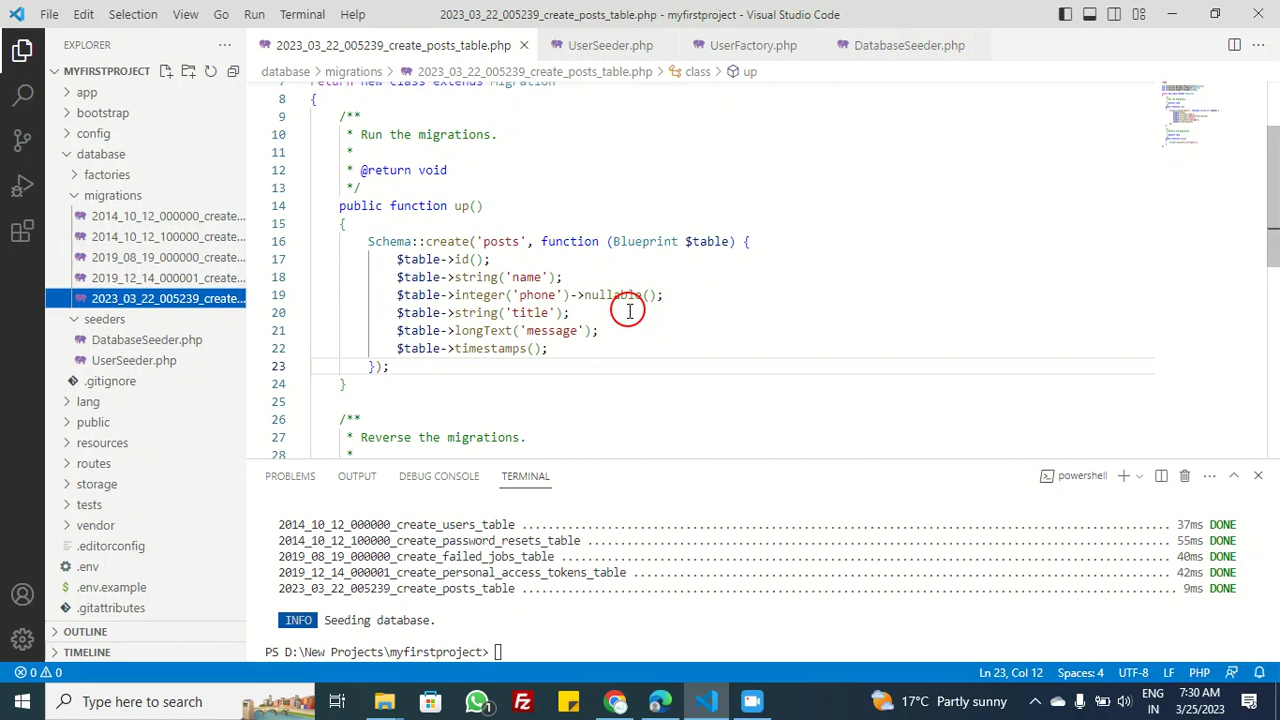 File Edit Selection View Go Run Terminal Help
2023_03_22_005239_create_posts_table.php - myfirstproject - Visual Studio Code
EXPLORER
MYFIRSTPROJECT
app
bootstrap
config
database
factories
migrations
2014_10_12_000000_create...
2014_10_12_100000_create...
2019_08_19_000000_create...
2019_12_14_000001_create...
2023_03_22_005239_create...
seeders
DatabaseSeeder.php
UserSeeder.php
.gitignore
lang
public
resources
routes
storage
tests
vendor
.editorconfig
.env
.env.example
.gitattributes
OUTLINE
TIMELINE
2023_03_22_005239_create_posts_table.php
UserSeeder.php
UserFactory.php
DatabaseSeeder.php
database > migrations > 2023_03_22_005239_create_posts_table.php > class > up
7 return new class extends Migration
8 {
9 /**
10 * Run the migrations.
11 *
12 * @return void
13 */
14 public function up()
15 {
16 Schema::create('posts', function (Blueprint $table) {
17 $table->id();
18 $table->string('name');
19 $table->integer('phone')->nullable();
20 $table->string('title');
21 $table->longText('message');
22 $table->timestamps();
23 });
24 }
25
26 /**
27 * Reverse the migrations.
28 *
PROBLEMS OUTPUT DEBUG CONSOLE TERMINAL
powershell
2014_10_12_000000_create_users_table ........ 37ms DONE
2014_10_12_100000_create_password_resets_table ........ 55ms DONE
2019_08_19_000000_create_failed_jobs_table ........ 40ms DONE
2019_12_14_000001_create_personal_access_tokens_table ........ 42ms DONE
2023_03_22_005239_create_posts_table ........ 9ms DONE
INFO Seeding database.
PS D:\New Projects\myfirstproject>
0 0
Ln 23, Col 12 Spaces: 4 UTF-8 LF PHP
Type here to search
1
17°C Partly sunny
ENG
IN
7:30 AM
3/25/2023